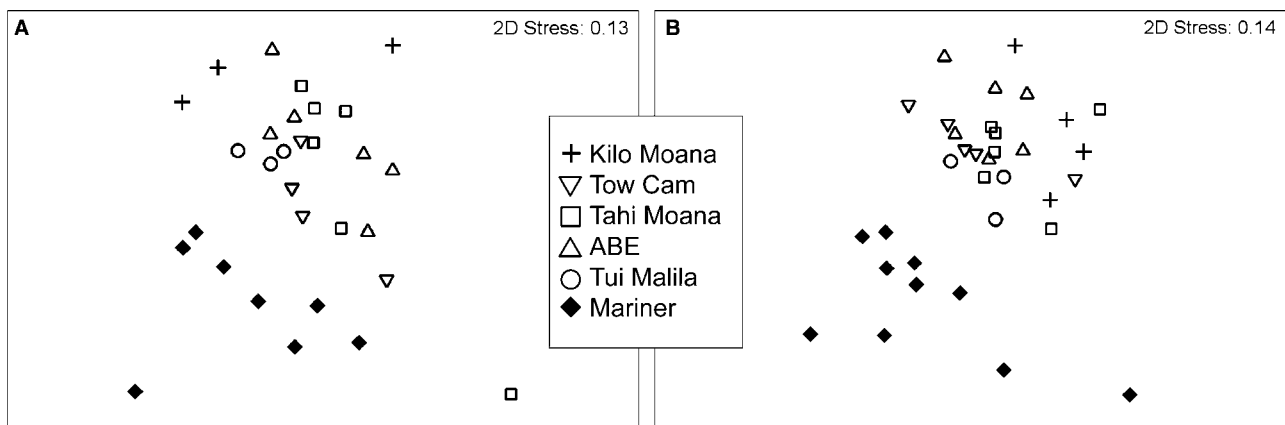 A
2D Stress: 0.13
B
2D Stress: 0.14
Kilo Moana
Tow Cam
Tahi Moana
ABE
Tui Malila
Mariner